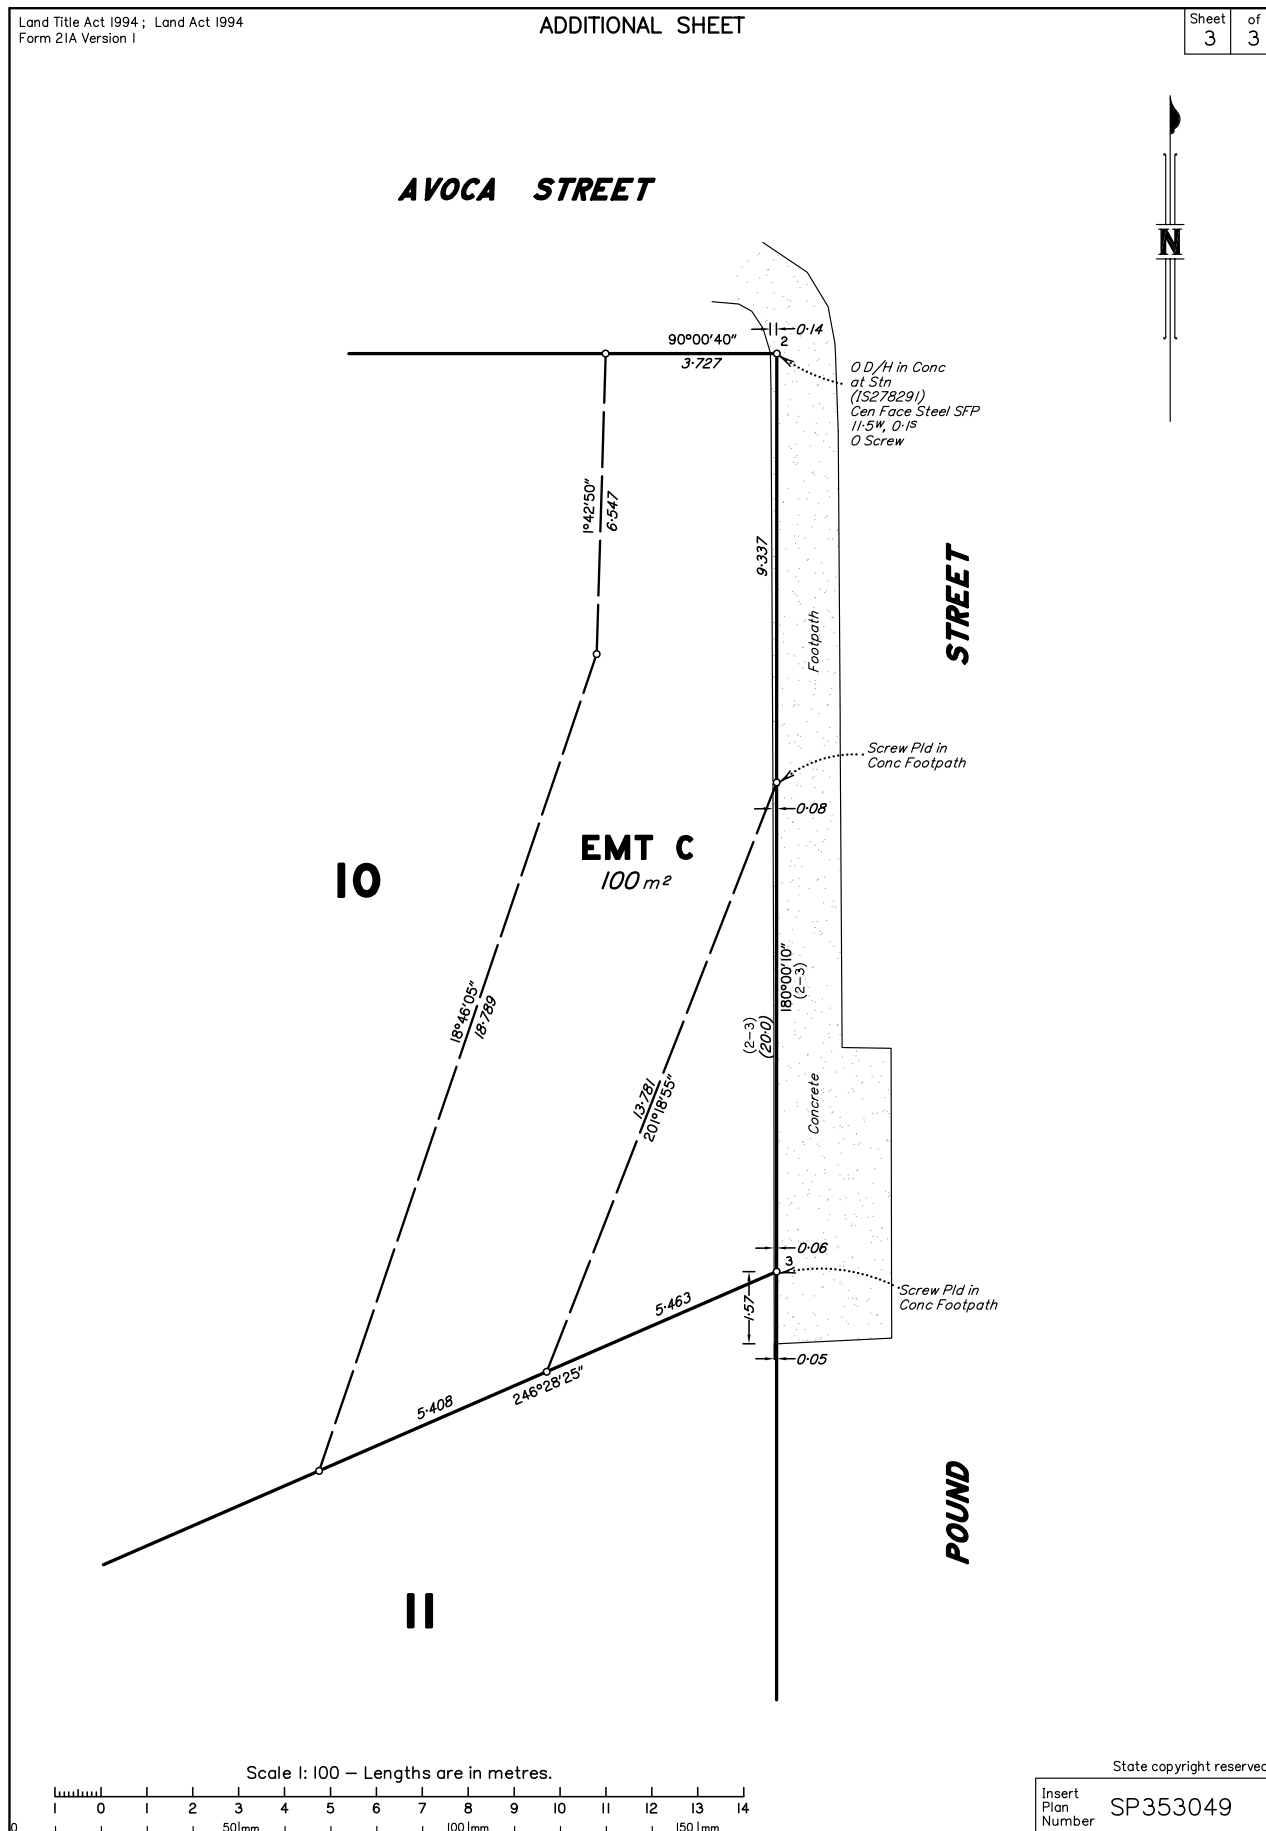 Land Title Act 1994 ; Land Act 1994
Form 21A Version 1
ADDITIONAL SHEET
Sheet of
3 3
AVOCA STREET
N
0·14
90°00'40"
2
3·727
O D/H in Conc
at Stn
(IS278291)
Cen Face Steel SFP
11·5W, 0·1S
O Screw
1°42'50"
6·547
9·337
STREET
Footpath
Screw Pld in
Conc Footpath
0·08
EMT C
100 m²
10
180°00'10"
(2-3)
(2-3)
(20·0)
18°46'05"
18·789
13·781
201°18'55"
Concrete
0·06
3
Screw Pld in
Conc Footpath
1·57
5·463
0·05
246°28'25"
5·408
POUND
11
Scale 1: 100 – Lengths are in metres.
State copyright reserved
1 0 1 2 3 4 5 6 7 8 9 10 11 12 13 14
0 50mm 100mm 150mm
Insert
Plan
Number
SP353049